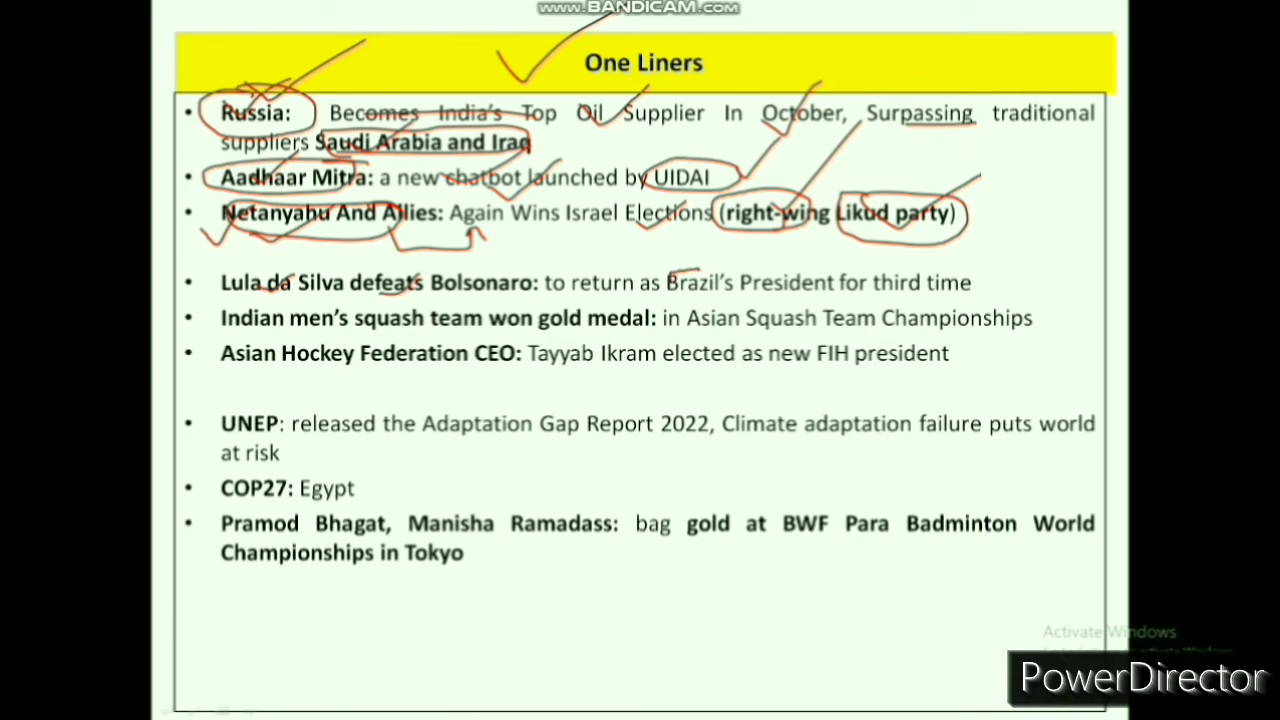 www.BANDICAM.com
One Liners
• Russia: Becomes India's Top Oil Supplier In October, Surpassing traditional
suppliers Saudi Arabia and Iraq
• Aadhaar Mitra: a new chatbot launched by UIDAI
• Netanyahu And Allies: Again Wins Israel Elections (right-wing Likud party)
• Lula da Silva defeats Bolsonaro: to return as Brazil's President for third time
• Indian men's squash team won gold medal: in Asian Squash Team Championships
• Asian Hockey Federation CEO: Tayyab Ikram elected as new FIH president
• UNEP: released the Adaptation Gap Report 2022, Climate adaptation failure puts world
at risk
• COP27: Egypt
• Pramod Bhagat, Manisha Ramadass: bag gold at BWF Para Badminton World
Championships in Tokyo
Activate Windows
PowerDirector